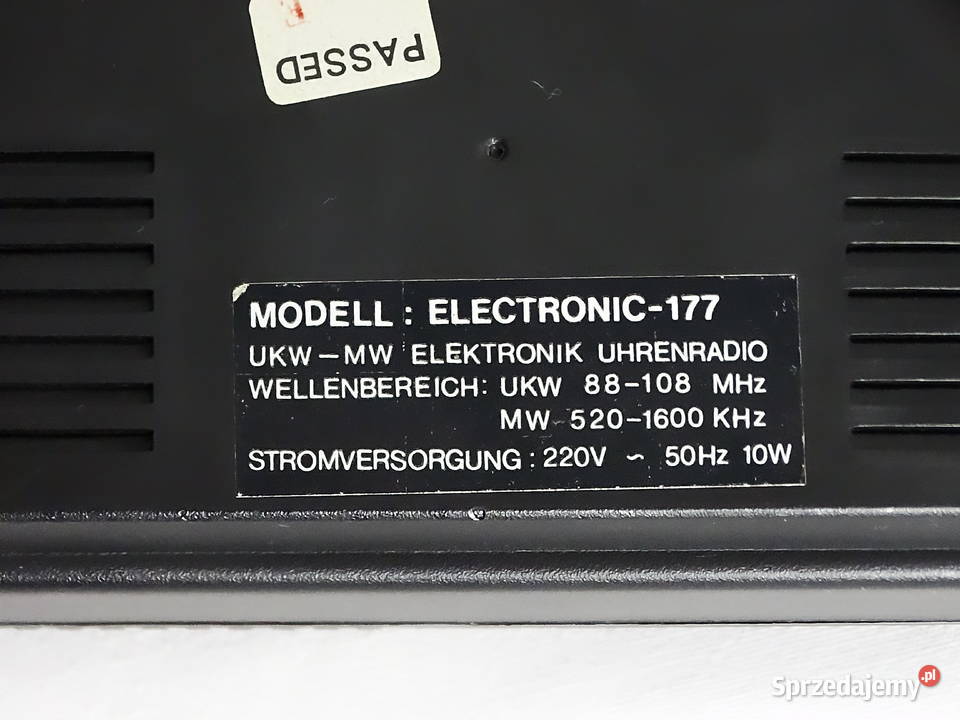 PASSED
MODELL : ELECTRONIC-177
UKW – MW ELEKTRONIK UHRENRADIO
WELLENBEREICH: UKW 88-108 MHz
MW 520-1600 KHz
STROMVERSORGUNG : 220V ~ 50Hz 10W
Sprzedajemy.pl